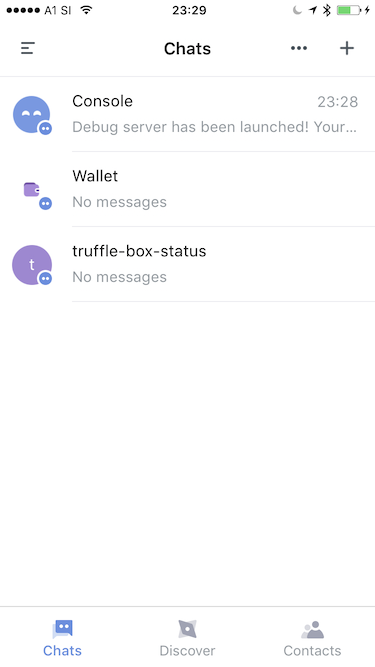 A1 SI 23:29
Chats
Console 23:28
Debug server has been launched! Your...
Wallet
No messages
t
truffle-box-status
No messages
Chats Discover Contacts